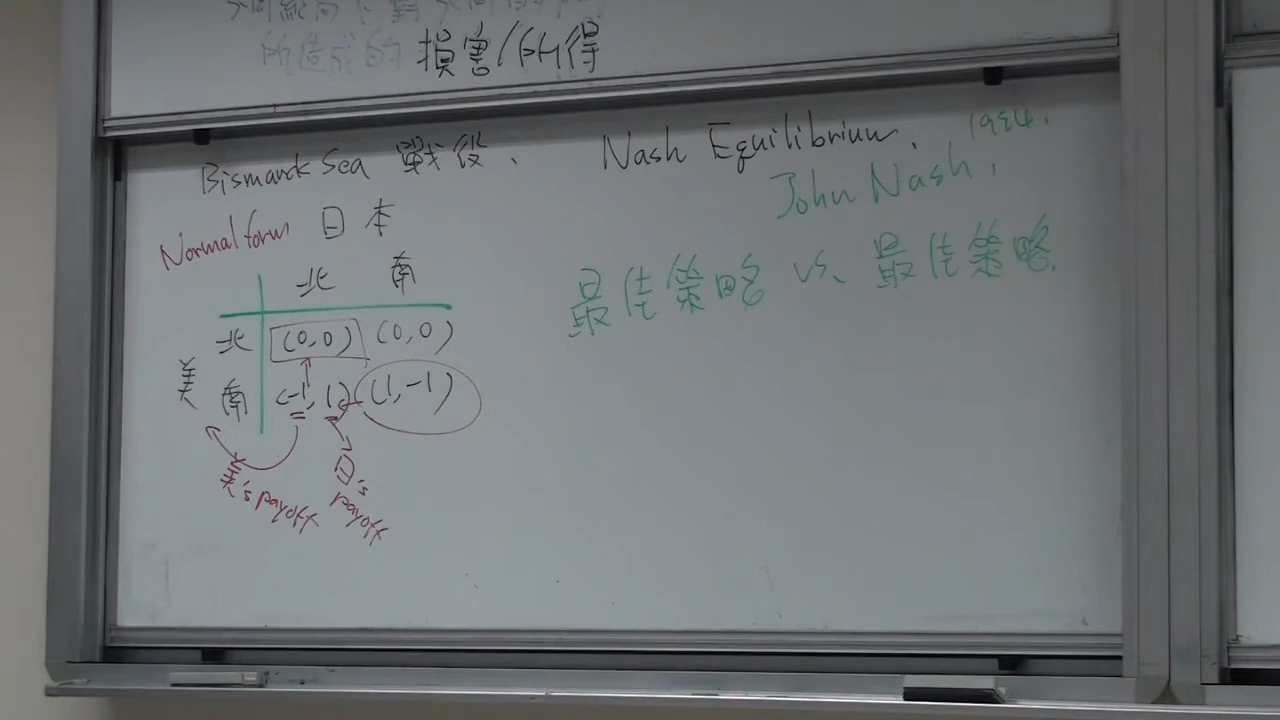 所造成的 損害/所得
Bismarck Sea 戰役.
Nash Equilibrium. 1994.
John Nash,
Normal form 日本
北 南
北 (0,0) (0,0)
美
南 (-1,1) (1,-1)
美's payoff
日's payoff
最佳策略 vs. 最佳策略